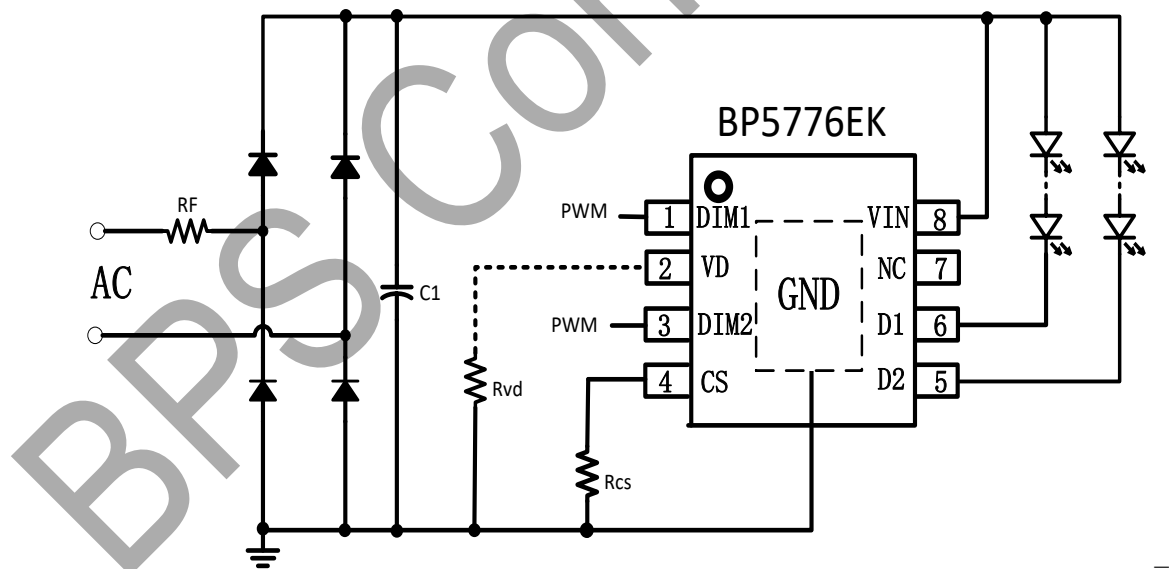 BP5776EK
PWM
1
DIM1
VIN
8
RF
2
VD
NC
7
AC
GND
C1
PWM
3
DIM2
D1
6
Rvd
4
CS
D2
5
Rcs
BPS Con